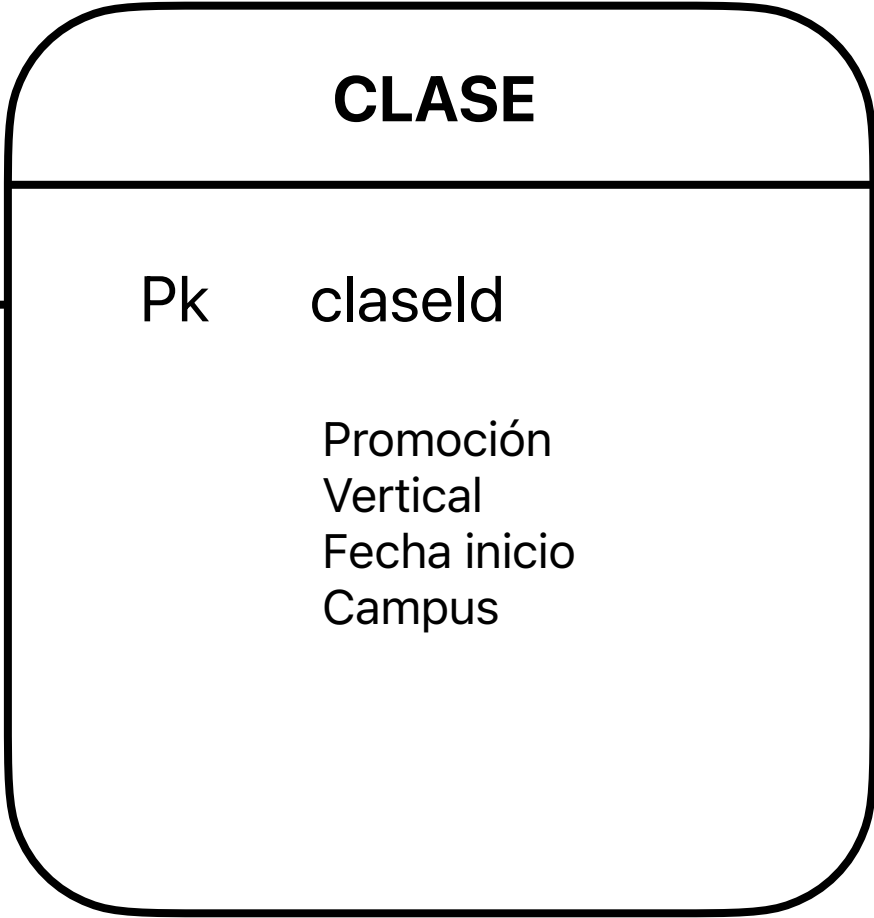 CLASE
Pk claseId
Promoción
Vertical
Fecha inicio
Campus